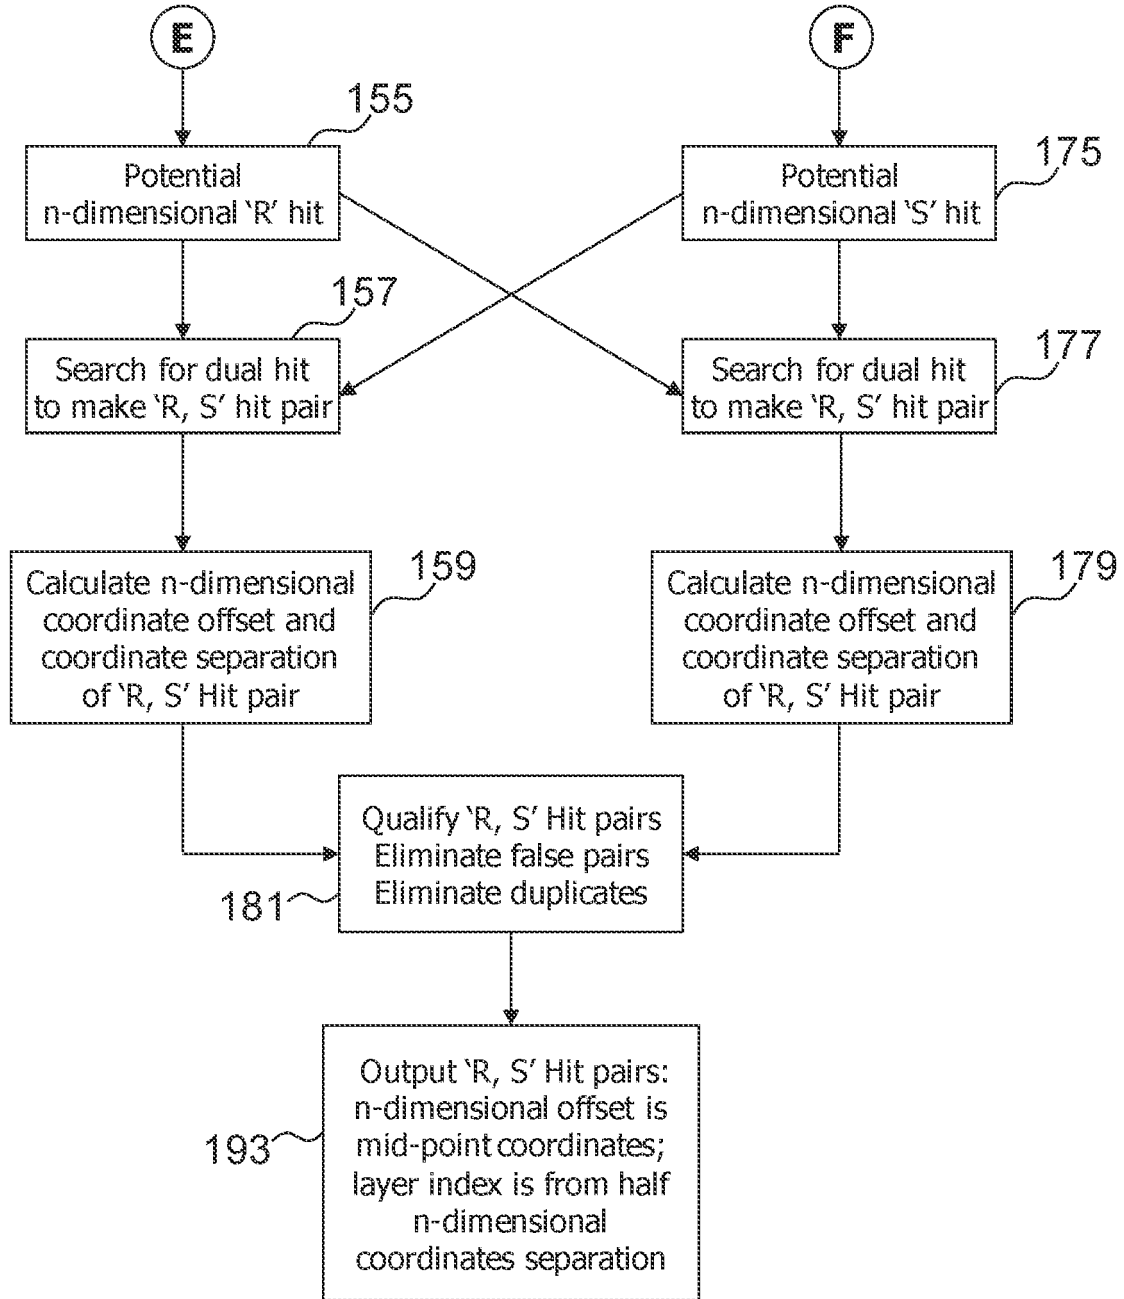 E
F
155
175
Potential
n-dimensional ‘R’ hit
Potential
n-dimensional ‘S’ hit
157
177
Search for dual hit
to make ‘R, S’ hit pair
Search for dual hit
to make ‘R, S’ hit pair
159
179
Calculate n-dimensional
coordinate offset and
coordinate separation
of ‘R, S’ Hit pair
Calculate n-dimensional
coordinate offset and
coordinate separation
of ‘R, S’ Hit pair
Qualify ‘R, S’ Hit pairs
Eliminate false pairs
Eliminate duplicates
181
Output ‘R, S’ Hit pairs:
n-dimensional offset is
mid-point coordinates;
layer index is from half
n-dimensional
coordinates separation
193